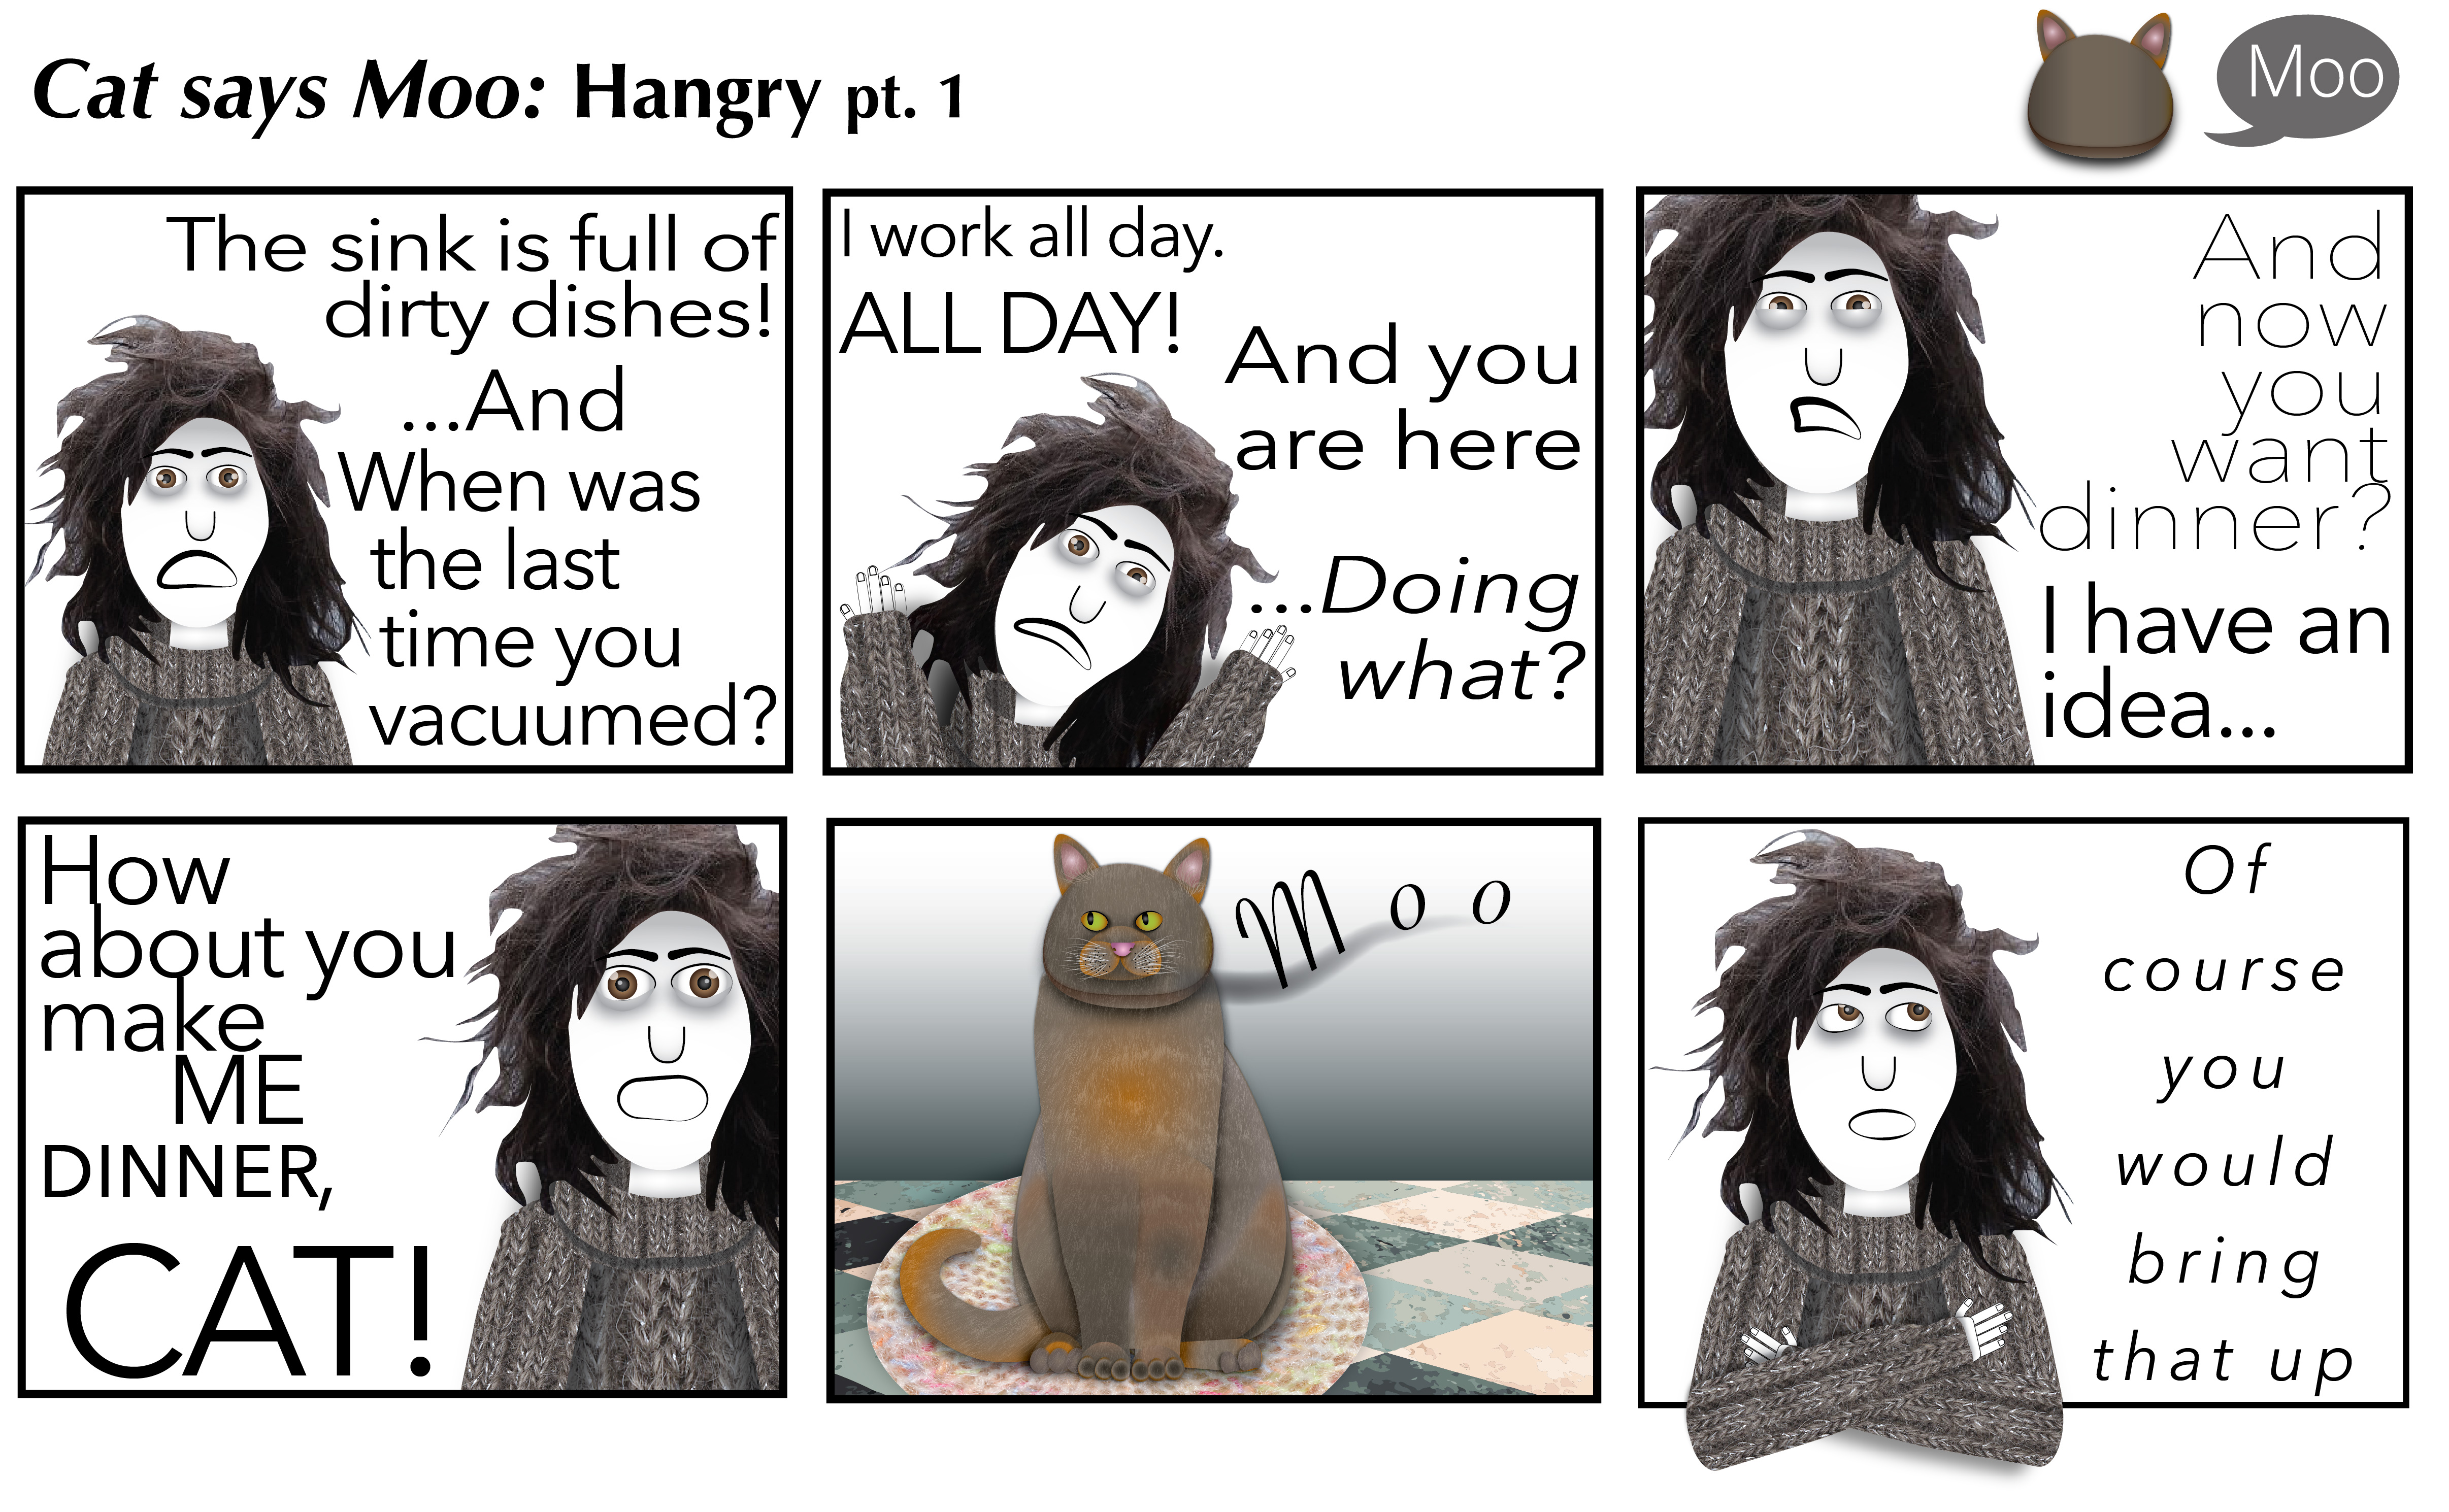 Cat says Moo: Hangry pt. 1
Moo
The sink is full of
dirty dishes!
...And
When was
the last
time you
vacuumed?
I work all day.
ALL DAY!
And you
are here
...Doing
what?
And
now
you
want
dinner?
I have an
idea...
How
about you
make
ME
DINNER,
CAT!
Moo
Of
course
you
would
bring
that up